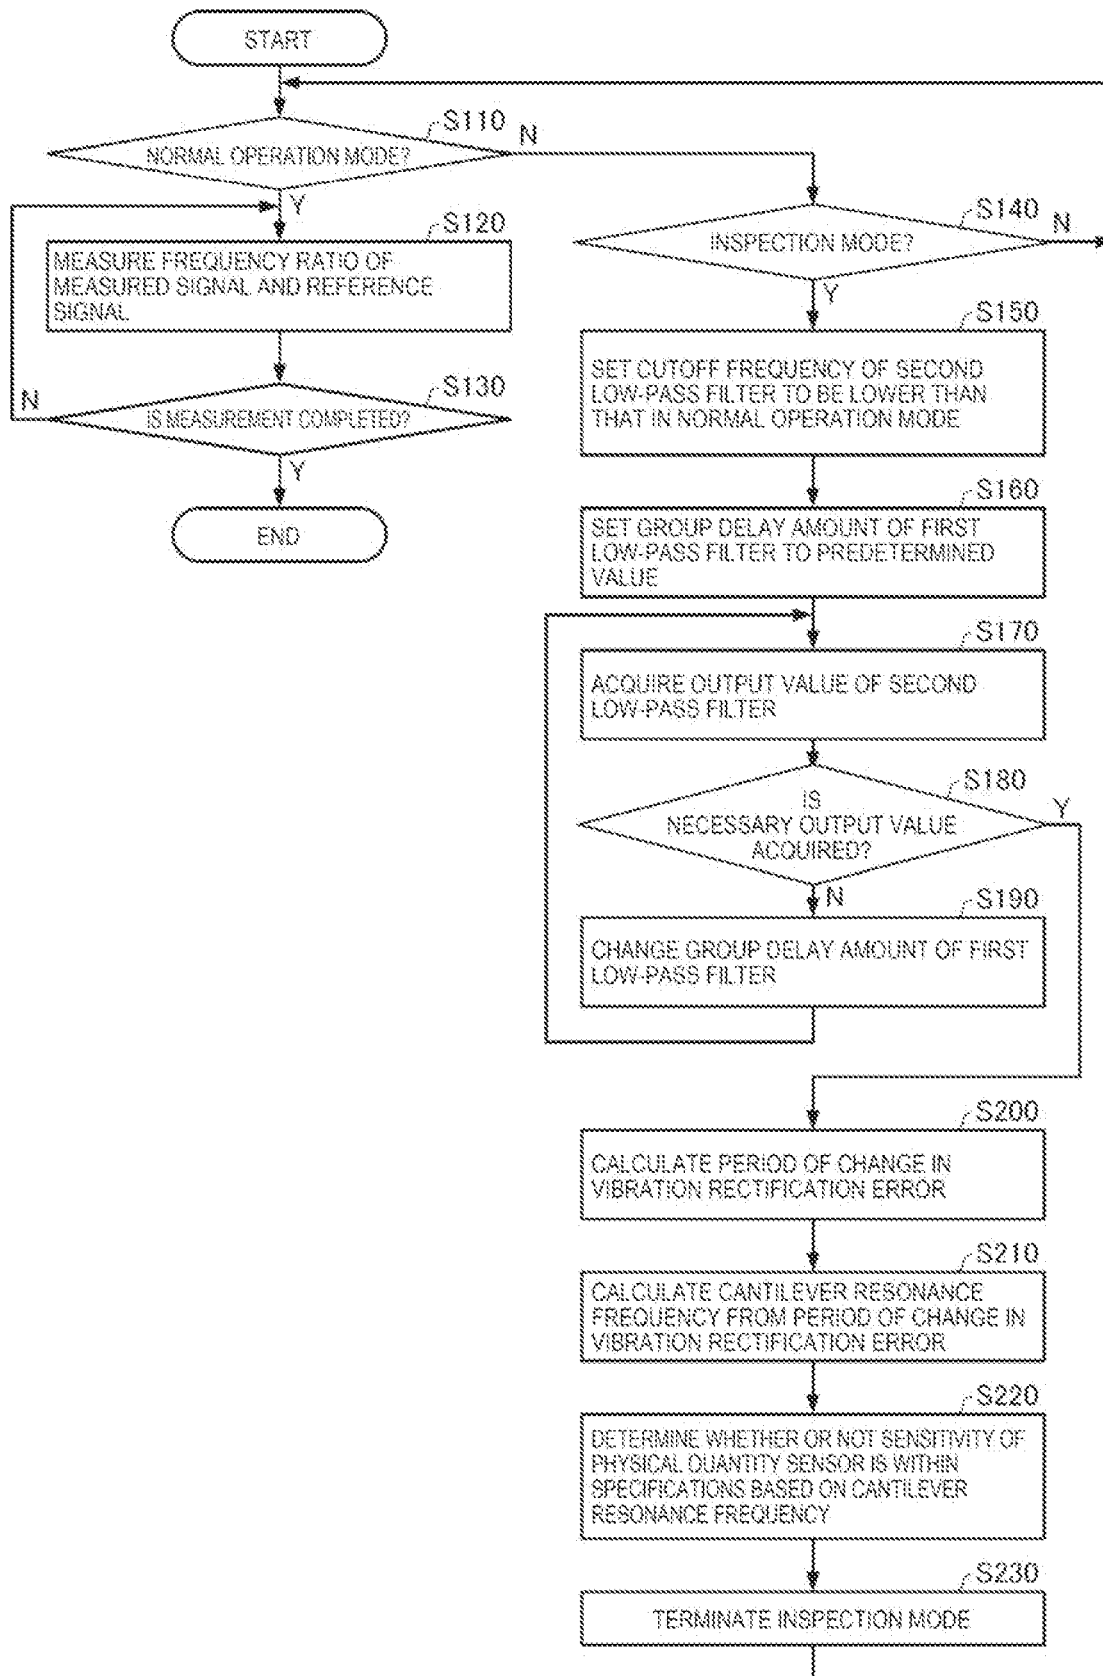 START
S110
N
NORMAL OPERATION MODE?
Y
S120
MEASURE FREQUENCY RATIO OF
MEASURED SIGNAL AND REFERENCE
SIGNAL
S130
N
IS MEASUREMENT COMPLETED?
Y
END
S140
N
INSPECTION MODE?
Y
S150
SET CUTOFF FREQUENCY OF SECOND
LOW-PASS FILTER TO BE LOWER THAN
THAT IN NORMAL OPERATION MODE
S160
SET GROUP DELAY AMOUNT OF FIRST
LOW-PASS FILTER TO PREDETERMINED
VALUE
S170
ACQUIRE OUTPUT VALUE OF SECOND
LOW-PASS FILTER
S180
Y
IS
NECESSARY OUTPUT VALUE
ACQUIRED?
N
S190
CHANGE GROUP DELAY AMOUNT OF FIRST
LOW-PASS FILTER
S200
CALCULATE PERIOD OF CHANGE IN
VIBRATION RECTIFICATION ERROR
S210
CALCULATE CANTILEVER RESONANCE
FREQUENCY FROM PERIOD OF CHANGE IN
VIBRATION RECTIFICATION ERROR
S220
DETERMINE WHETHER OR NOT SENSITIVITY OF
PHYSICAL QUANTITY SENSOR IS WITHIN
SPECIFICATIONS BASED ON CANTILEVER
RESONANCE FREQUENCY
S230
TERMINATE INSPECTION MODE